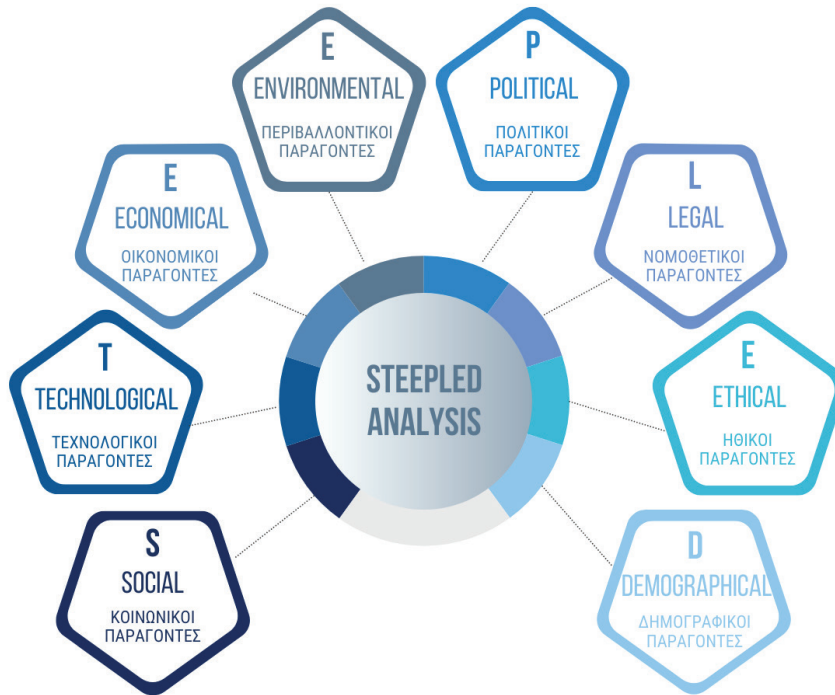 E
ENVIRONMENTAL
ΠΕΡΙΒΑΛΛΟΝΤΙΚΟΙ
ΠΑΡΑΓΟΝΤΕΣ
P
POLITICAL
ΠΟΛΙΤΙΚΟΙ
ΠΑΡΑΓΟΝΤΕΣ
E
ECONOMICAL
ΟΙΚΟΝΟΜΙΚΟΙ
ΠΑΡΑΓΟΝΤΕΣ
L
LEGAL
ΝΟΜΟΘΕΤΙΚΟΙ
ΠΑΡΑΓΟΝΤΕΣ
T
TECHNOLOGICAL
ΤΕΧΝΟΛΟΓΙΚΟΙ
ΠΑΡΑΓΟΝΤΕΣ
STEEPLED
ANALYSIS
E
ETHICAL
ΗΘΙΚΟΙ
ΠΑΡΑΓΟΝΤΕΣ
S
SOCIAL
ΚΟΙΝΩΝΙΚΟΙ
ΠΑΡΑΓΟΝΤΕΣ
D
DEMOGRAPHICAL
ΔΗΜΟΓΡΑΦΙΚΟΙ
ΠΑΡΑΓΟΝΤΕΣ